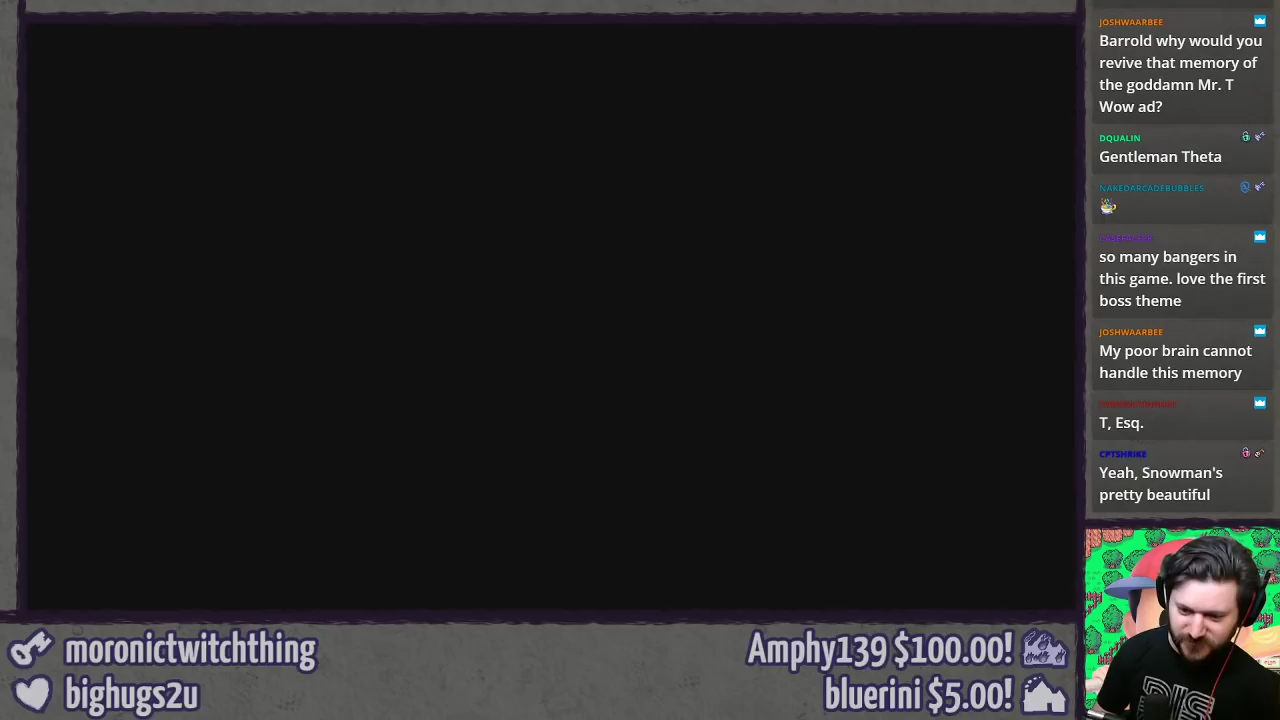 JOSHWAARBEE
Barrold why would you
revive that memory of
the goddamn Mr. T
Wow ad?
DQUALIN
Gentleman Theta
NAKEDARCADEBUBBLES
so many bangers in
this game. love the first
boss theme
JOSHWAARBEE
My poor brain cannot
handle this memory
T, Esq.
CPTSHRIKE
Yeah, Snowman's
pretty beautiful
DIS
moronictwitchthing
Amphy139 $100.00!
bighugs2u
bluerini $5.00!